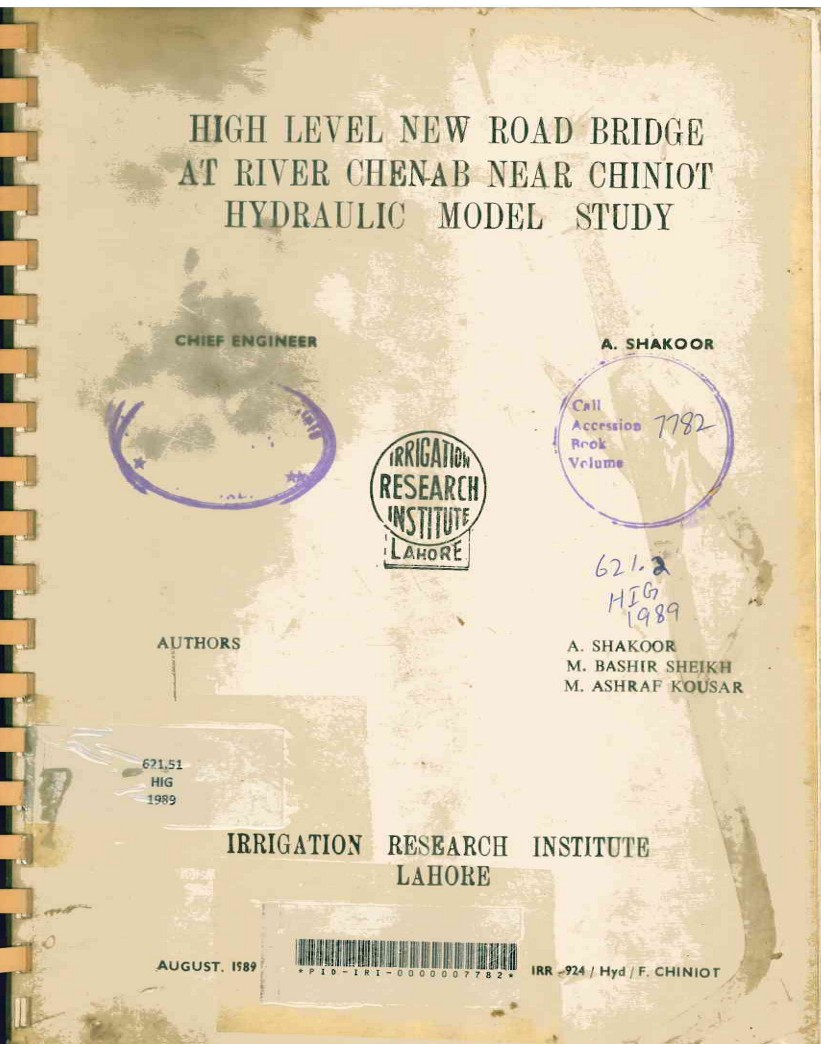 HIGH LEVEL NEW ROAD BRIDGE
AT RIVER CHENAB NEAR CHINIOT
HYDRAULIC MODEL STUDY
CHIEF ENGINEER
A. SHAKOOR
Call
Accession 7782
Book
Volume
IRRIGATION
RESEARCH
INSTITUTE
LAHORE
621.2
HIG
1989
AUTHORS
A. SHAKOOR
M. BASHIR SHEIKH
M. ASHRAF KOUSAR
621.51
HIG
1989
IRRIGATION RESEARCH INSTITUTE
LAHORE
AUGUST. 1989
*PID-IRI-0000007782*
IRR -924 / Hyd / F. CHINIOT